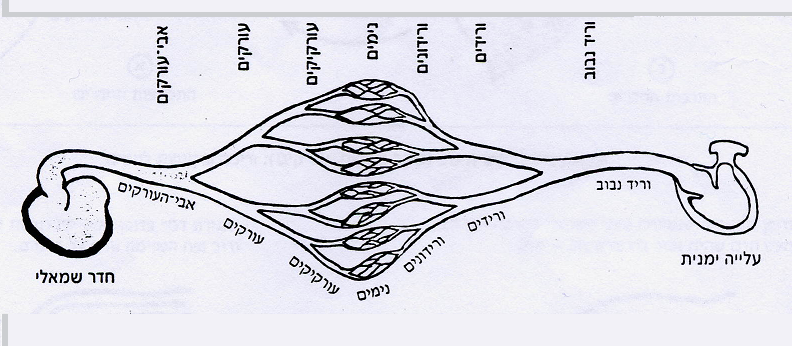 וריד נבוב
ורידים
ורידונים
נימים
עורקיקים
עורקים
אבי-עורקים
וריד נבוב
ורידים
ורידונים
נימים
עורקיקים
עורקים
אבי-העורקים
עלייה ימנית
חדר שמאלי